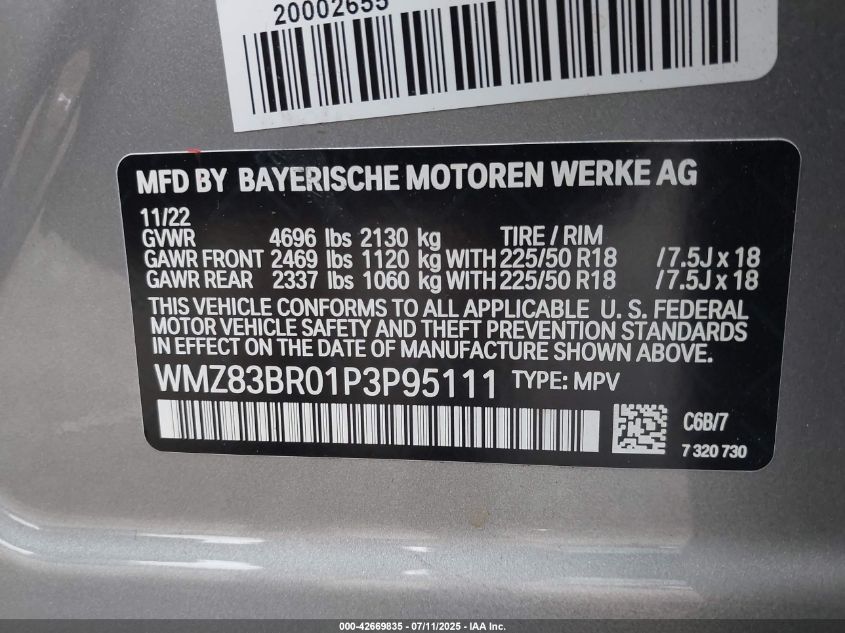 20002655
MFD BY BAYERISCHE MOTOREN WERKE AG
11/22
GVWR 4696 lbs 2130 kg TIRE / RIM
GAWR FRONT 2469 lbs 1120 kg WITH 225/50 R18 / 7.5J x 18
GAWR REAR 2337 lbs 1060 kg WITH 225/50 R18 / 7.5J x 18
THIS VEHICLE CONFORMS TO ALL APPLICABLE U. S. FEDERAL
MOTOR VEHICLE SAFETY AND THEFT PREVENTION STANDARDS
IN EFFECT ON THE DATE OF MANUFACTURE SHOWN ABOVE.
WMZ83BR01P3P95111 TYPE: MPV
C6B/7
7 320 730
000-42669835 - 07/11/2025 - IAA Inc.